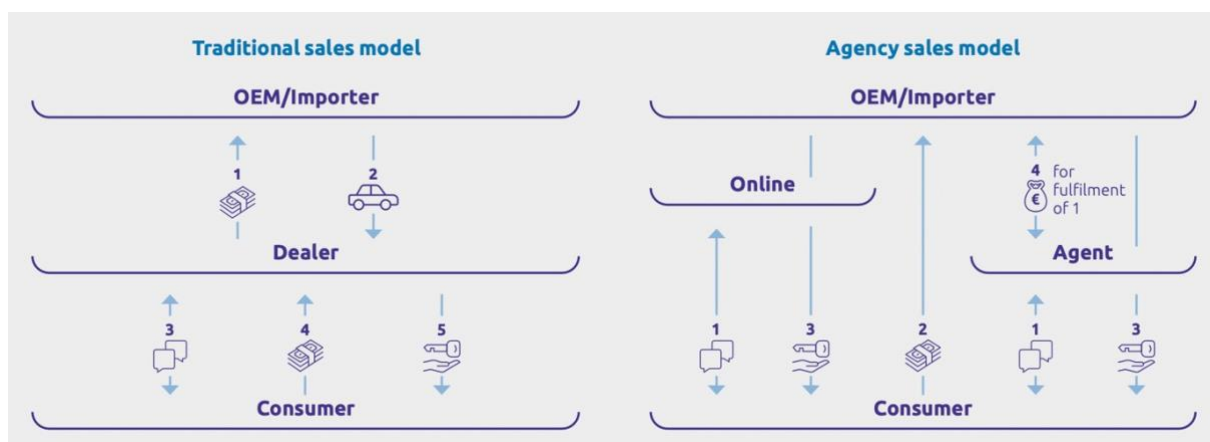 Traditional sales model
OEM/Importer
1
2
Dealer
3
4
5
Consumer
Agency sales model
OEM/Importer
Online
4 for
fulfilment
of 1
€
Agent
1
3
2
1
3
Consumer